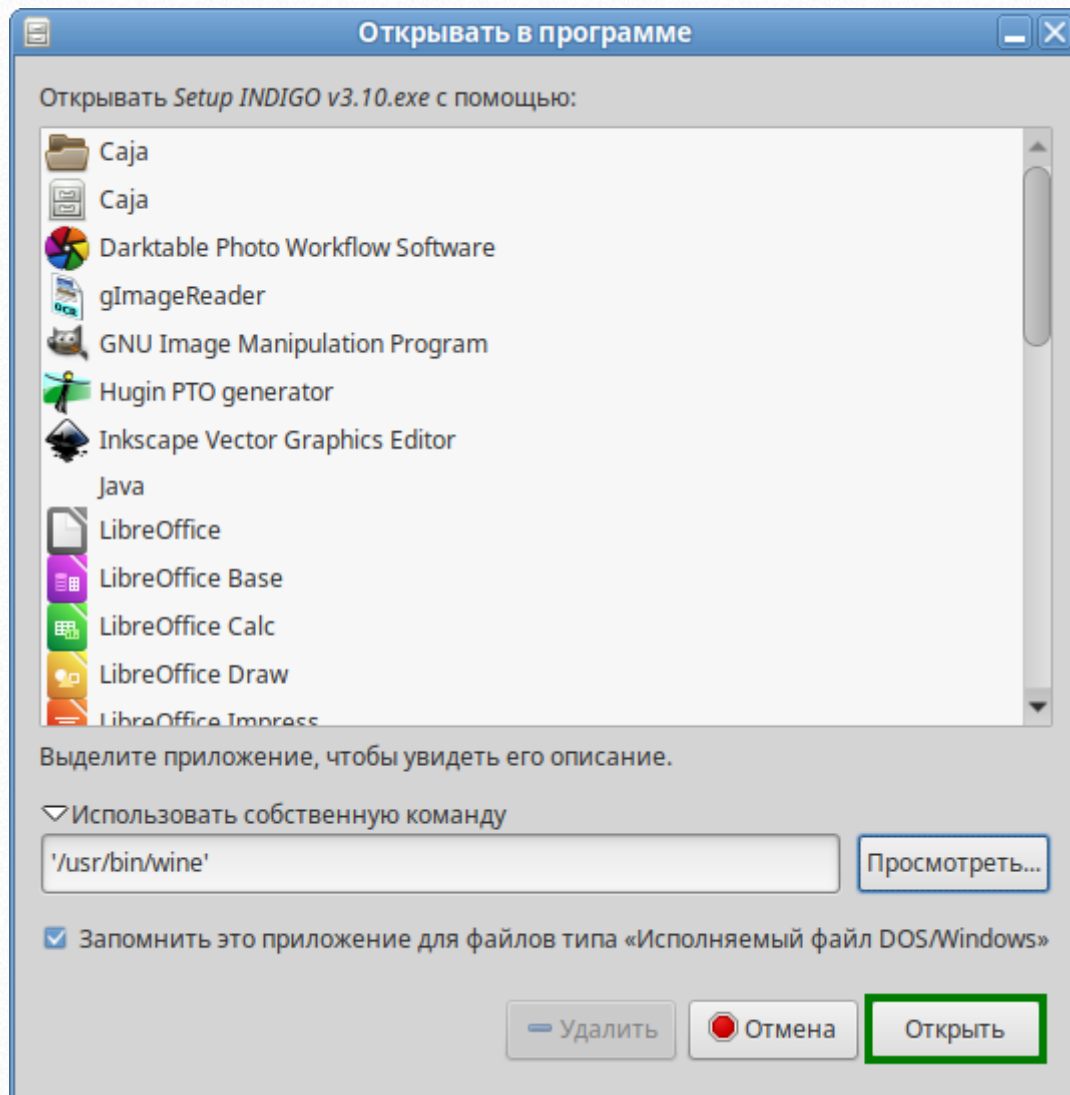 Открывать в программе
Открывать Setup INDIGO v3.10.exe с помощью:
Caja
Caja
Darktable Photo Workflow Software
gImageReader
GNU Image Manipulation Program
Hugin PTO generator
Inkscape Vector Graphics Editor
Java
LibreOffice
LibreOffice Base
LibreOffice Calc
LibreOffice Draw
LibreOffice Impress
Выделите приложение, чтобы увидеть его описание.
Использовать собственную команду
'/usr/bin/wine'
Просмотреть...
Запомнить это приложение для файлов типа «Исполняемый файл DOS/Windows»
Удалить
Отмена
Открыть